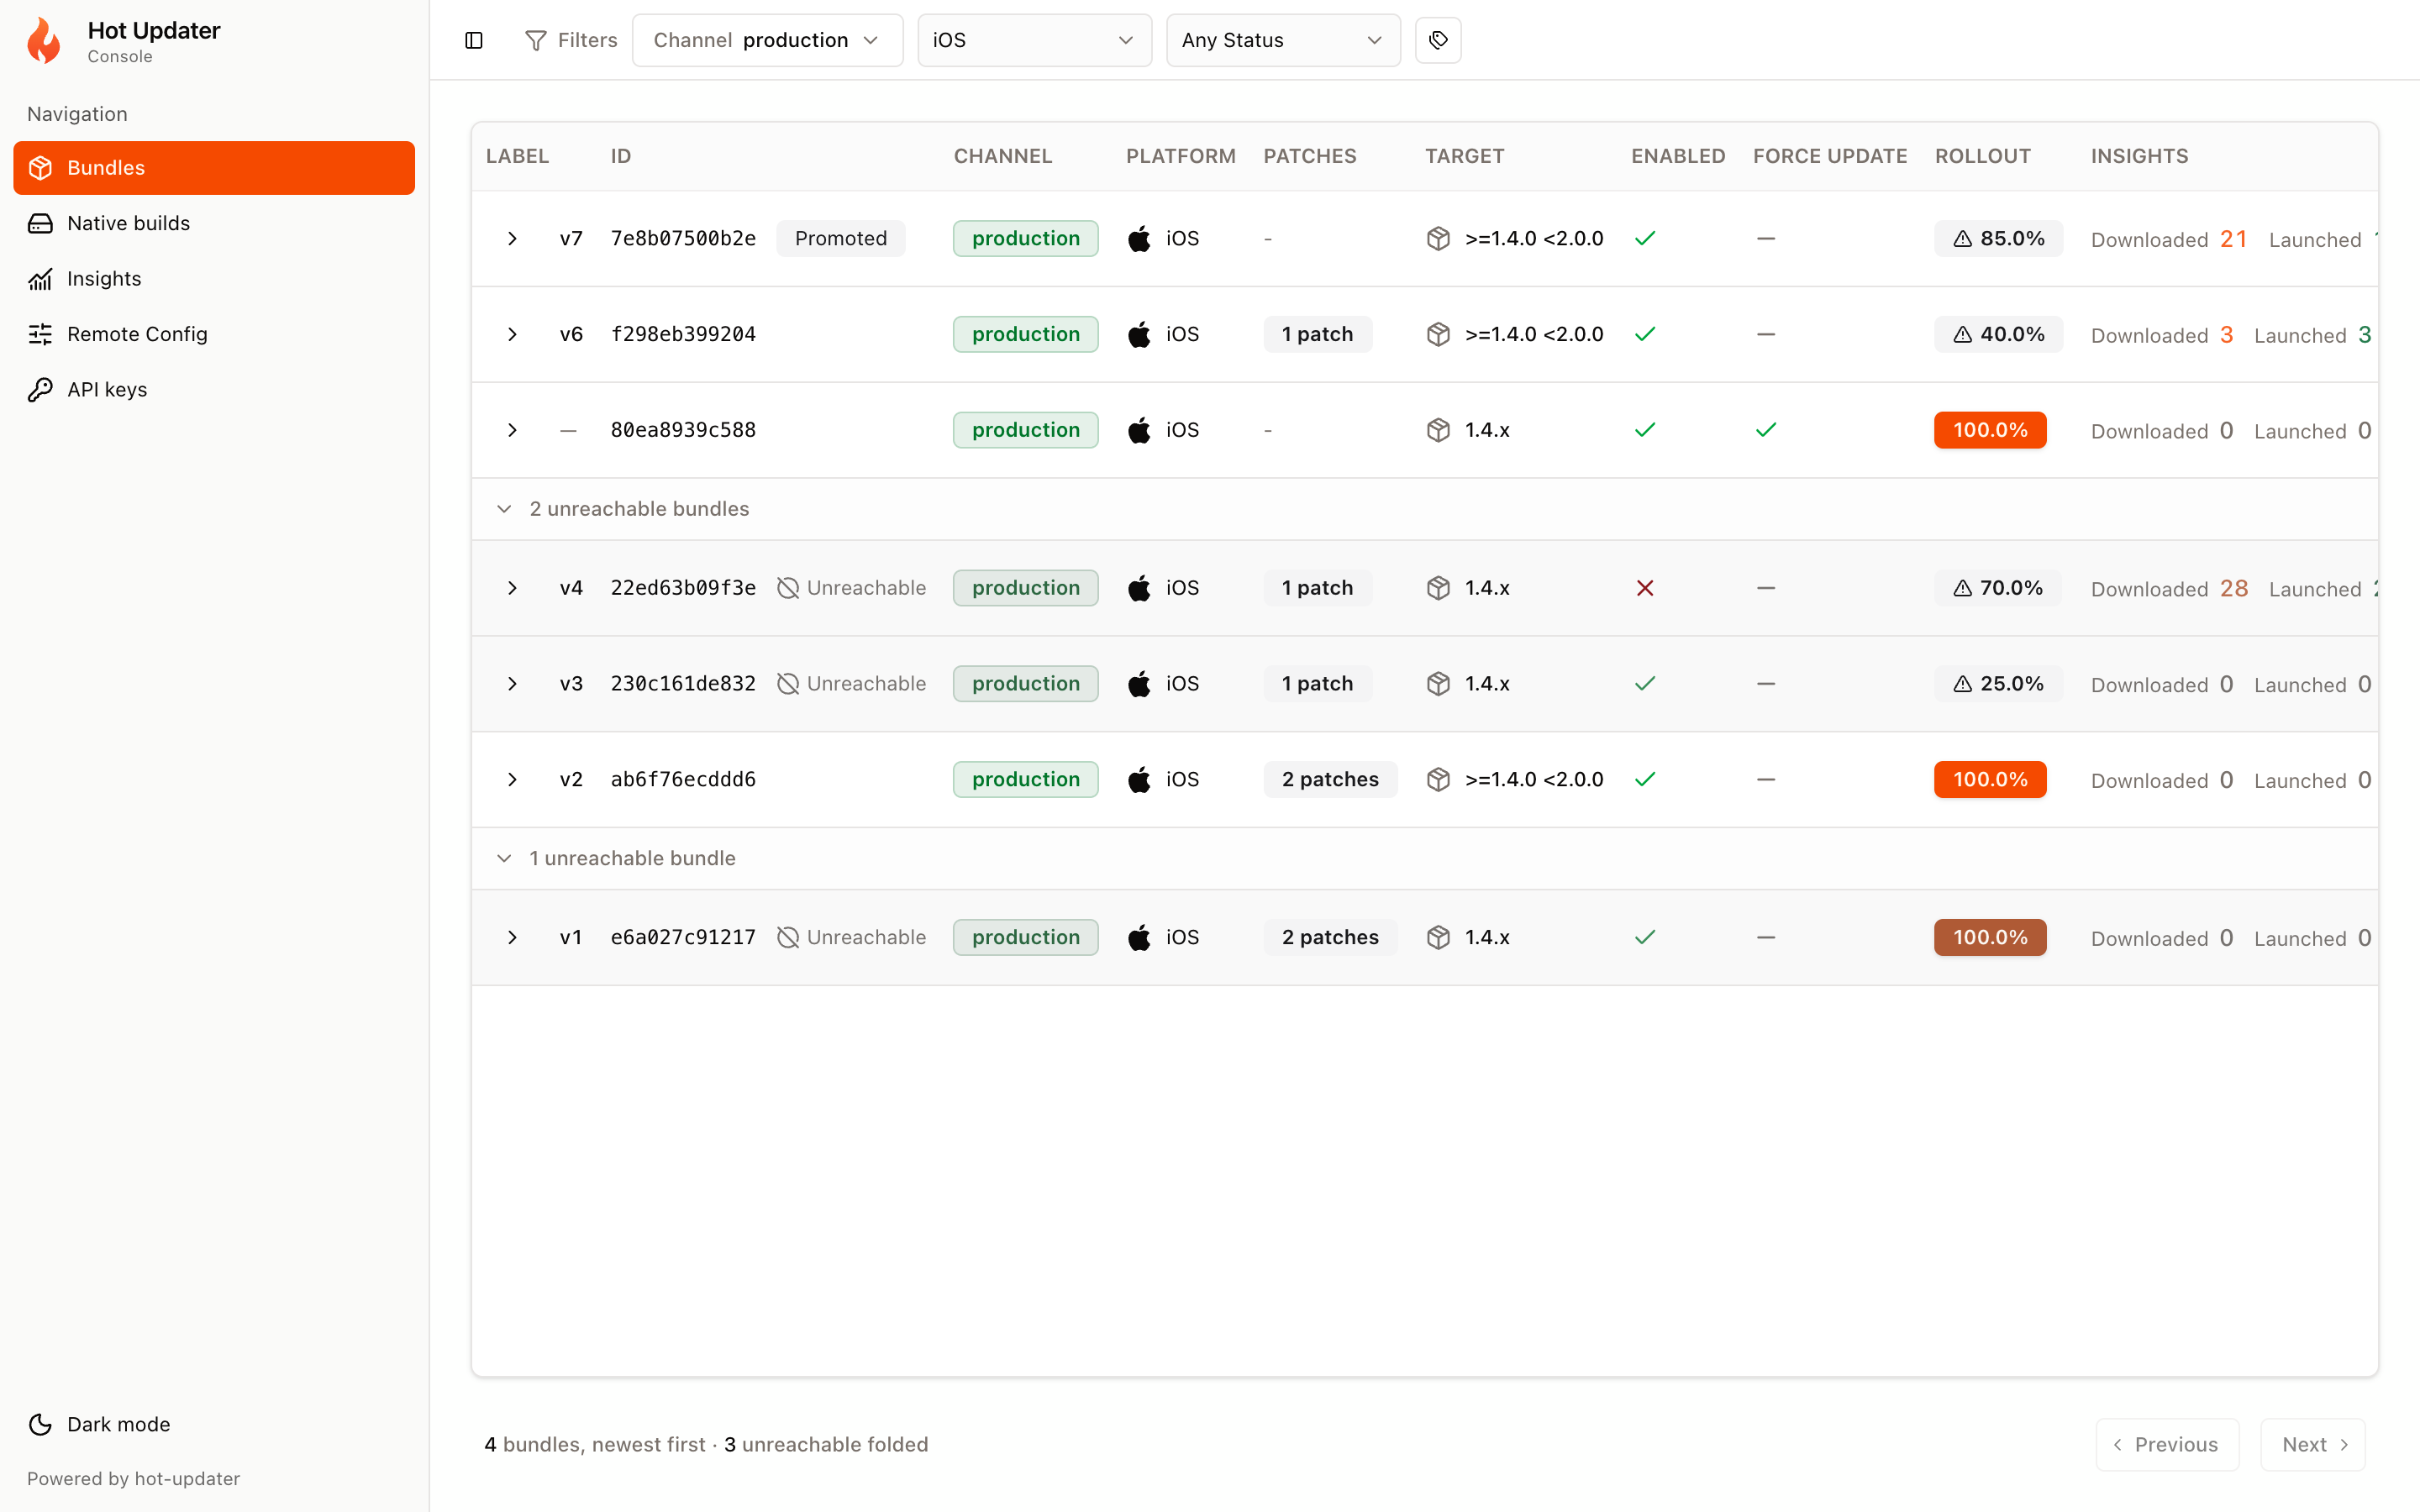 Hot Updater
Console
Navigation
Bundles
Native builds
Insights
Remote Config
API keys
Dark mode
Powered by hot-updater
Filters Channel production iOS Any Status
LABEL ID CHANNEL PLATFORM PATCHES TARGET ENABLED FORCE UPDATE ROLLOUT INSIGHTS
v7 7e8b07500b2e Promoted production iOS - >=1.4.0 <2.0.0 — 85.0% Downloaded 21 Launched
v6 f298eb399204 production iOS 1 patch >=1.4.0 <2.0.0 — 40.0% Downloaded 3 Launched 3
— 80ea8939c588 production iOS - 1.4.x 100.0% Downloaded 0 Launched 0
2 unreachable bundles
v4 22ed63b09f3e Unreachable production iOS 1 patch 1.4.x — 70.0% Downloaded 28 Launched
v3 230c161de832 Unreachable production iOS 1 patch 1.4.x — 25.0% Downloaded 0 Launched 0
v2 ab6f76ecddd6 production iOS 2 patches >=1.4.0 <2.0.0 — 100.0% Downloaded 0 Launched 0
1 unreachable bundle
v1 e6a027c91217 Unreachable production iOS 2 patches 1.4.x — 100.0% Downloaded 0 Launched 0
4 bundles, newest first · 3 unreachable folded
Previous Next